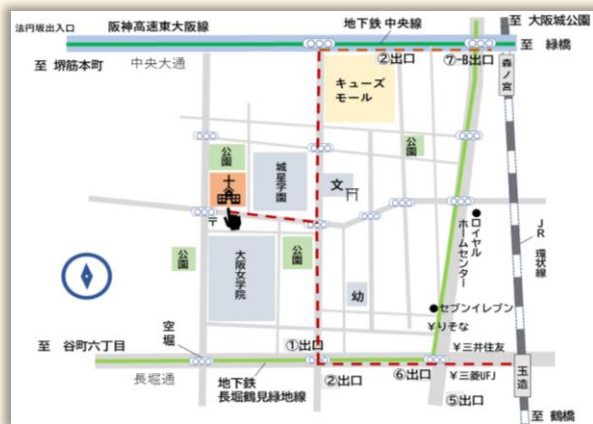 法円坂出入口
阪神高速東大阪線
地下鉄 中央線
至 大阪城公園
至 緑橋
至 堺筋本町
中央大通
②出口
⑦-B出口
森ノ宮
キューズ
モール
公園
城星学園
文
公園
〒
ロイヤル
ホームセンター
JR 環状線
公園
大阪女学院
公園
幼
セブンイレブン
¥りそな
空堀
至 谷町六丁目
①出口
¥三井住友
玉造
長堀通
地下鉄
長堀鶴見緑地線
②出口
⑥出口
¥三菱UFJ
⑤出口
至 鶴橋